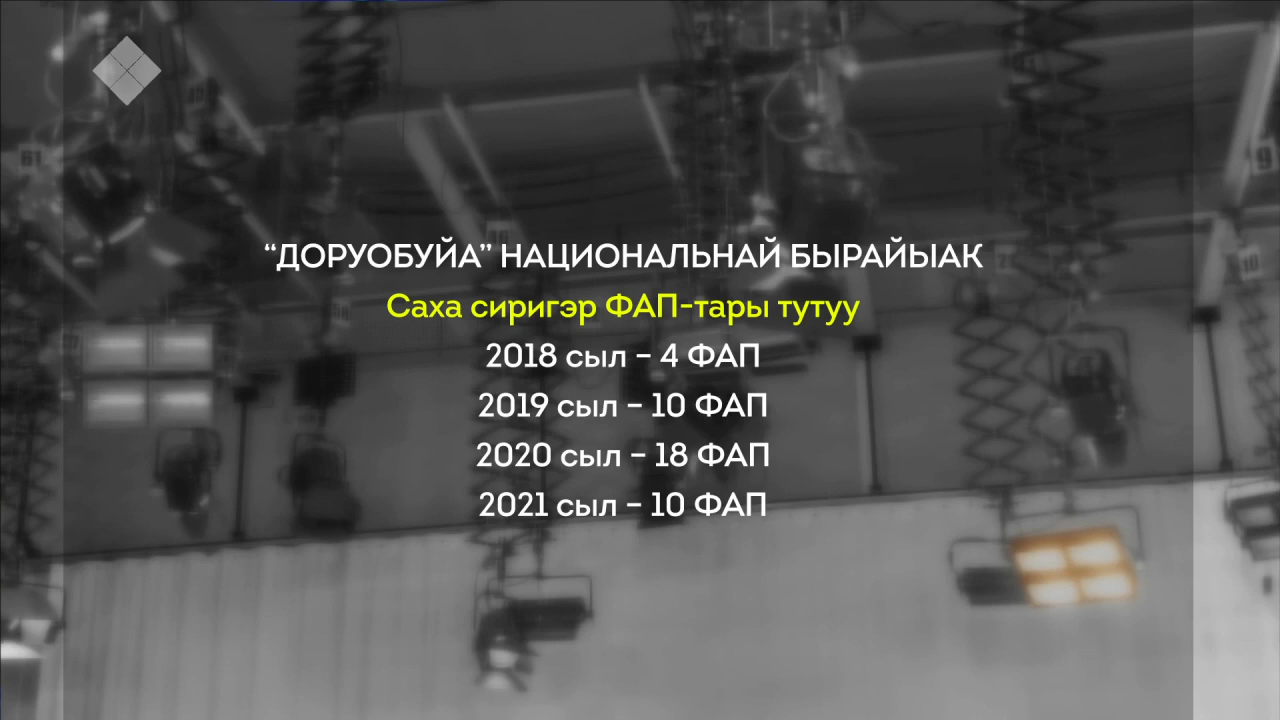 “ДОРУОБУЙА” НАЦИОНАЛЬНАЙ БЫРАЙЫАК
Саха сиригэр ФАП-тары тутуу
2018 сыл – 4 ФАП
2019 сыл – 10 ФАП
2020 сыл – 18 ФАП
2021 сыл – 10 ФАП